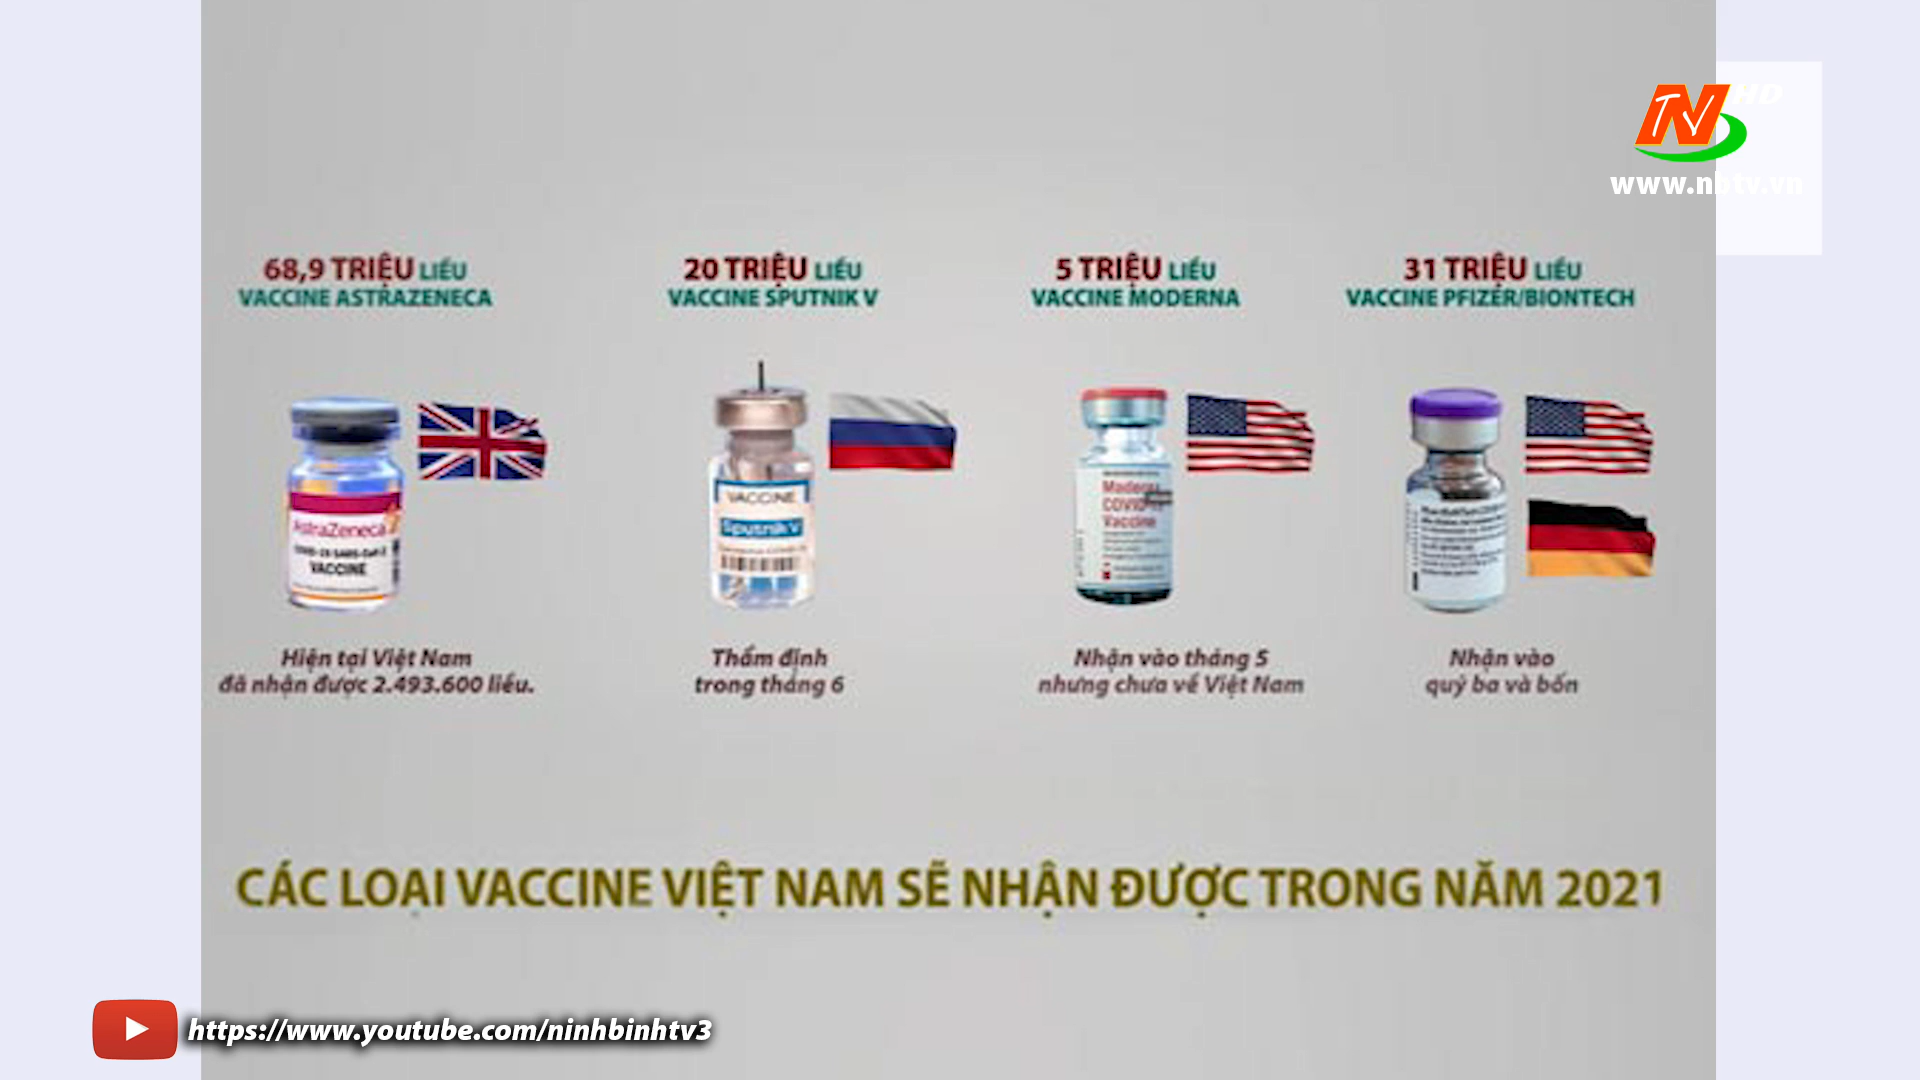 HD
NTV
www.nbtv.vn
68,9 TRIỆU LIỀU
VACCINE ASTRAZENECA
20 TRIỆU LIỀU
VACCINE SPUTNIK V
5 TRIỆU LIỀU
VACCINE MODERNA
31 TRIỆU LIỀU
VACCINE PFIZER/BIONTECH
AstraZeneca
VACCINE
VACCINE
Sputnik V
Vaccine
Hiện tại Việt Nam
đã nhận được 2.493.600 liều.
Thẩm định
trong tháng 6
Nhận vào tháng 5
nhưng chưa về Việt Nam
Nhận vào
quý ba và bốn
CÁC LOẠI VACCINE VIỆT NAM SẼ NHẬN ĐƯỢC TRONG NĂM 2021
https://www.youtube.com/ninhbinhtv3